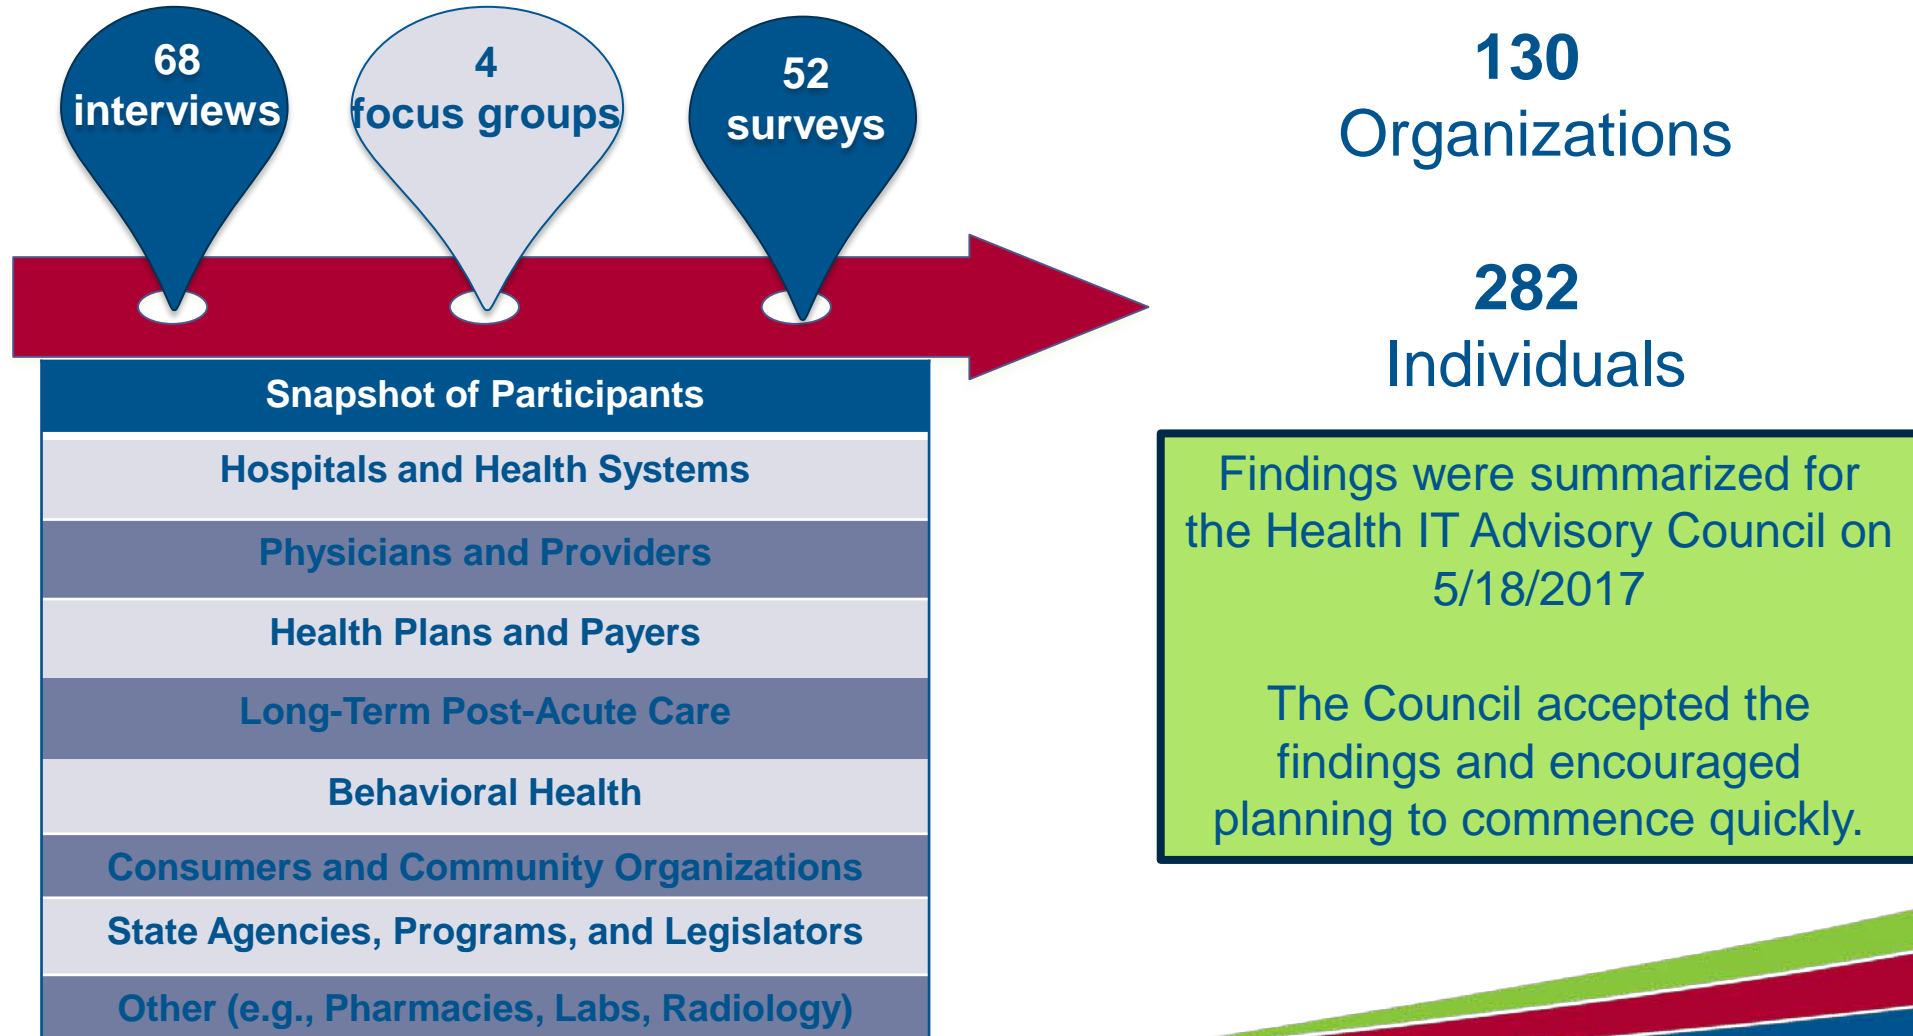 68
interviews
4
focus groups
52
surveys
130
Organizations
282
Individuals
Snapshot of Participants
Hospitals and Health Systems
Physicians and Providers
Health Plans and Payers
Long-Term Post-Acute Care
Behavioral Health
Consumers and Community Organizations
State Agencies, Programs, and Legislators
Other (e.g., Pharmacies, Labs, Radiology)
Findings were summarized for
the Health IT Advisory Council on
5/18/2017
The Council accepted the
findings and encouraged
planning to commence quickly.